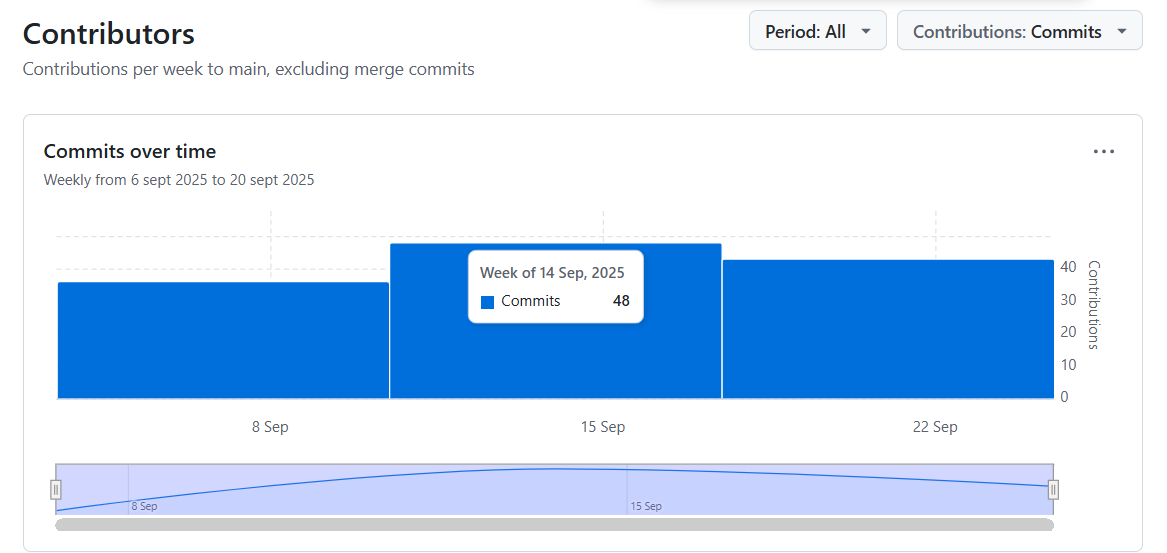 Contributors
Period: All
Contributions: Commits
Contributions per week to main, excluding merge commits
Commits over time
Weekly from 6 sept 2025 to 20 sept 2025
Week of 14 Sep, 2025
Commits 48
40
30
20
10
0
Contributions
8 Sep
15 Sep
22 Sep
8 Sep
15 Sep